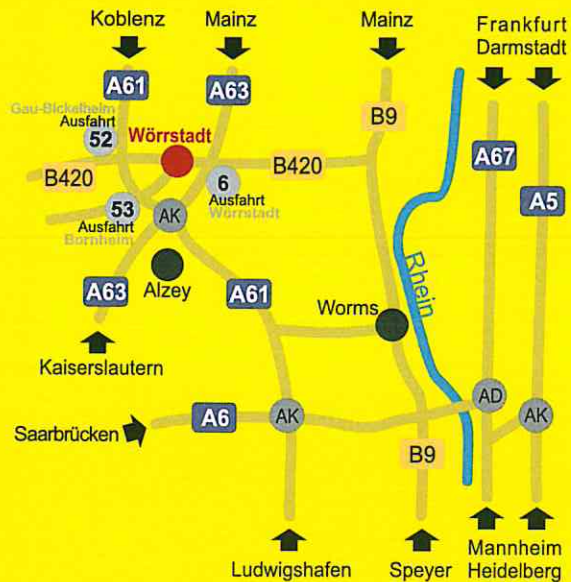 Koblenz
Mainz
Mainz
Frankfurt
Darmstadt
A61
A63
B9
A67
A5
Gau-Bickelheim
Ausfahrt
52
Wörrstadt
B420
B420
6
Ausfahrt
Wörrstadt
53
Ausfahrt
Bornheim
AK
A63
Alzey
A61
Worms
Rhein
Kaiserslautern
Saarbrücken
A6
AK
AD
AK
B9
Ludwigshafen
Speyer
Mannheim
Heidelberg